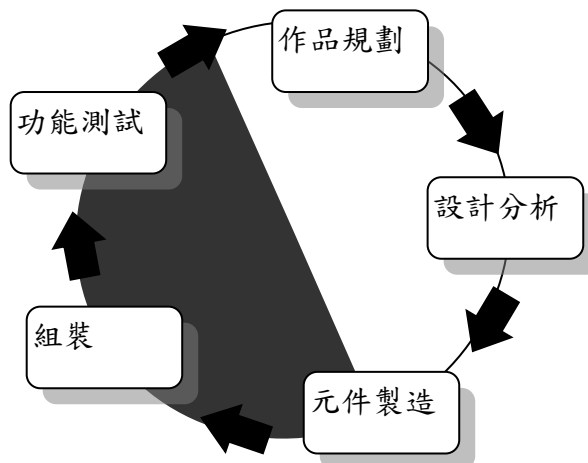 作品規劃
設計分析
元件製造
組裝
功能測試